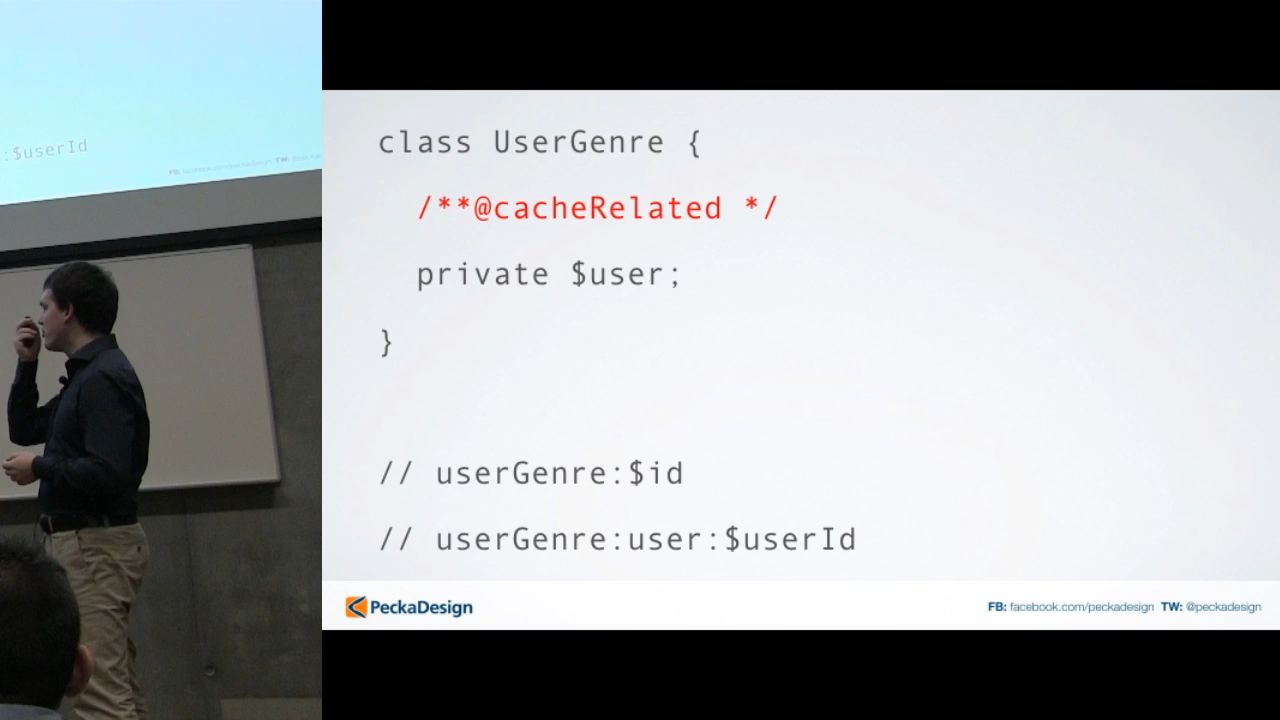 :$userId
class UserGenre {
/**@cacheRelated */
private $user;
}
// userGenre:$id
// userGenre:user:$userId
PeckaDesign
FB: facebook.com/peckadesign TW: @peckadesign